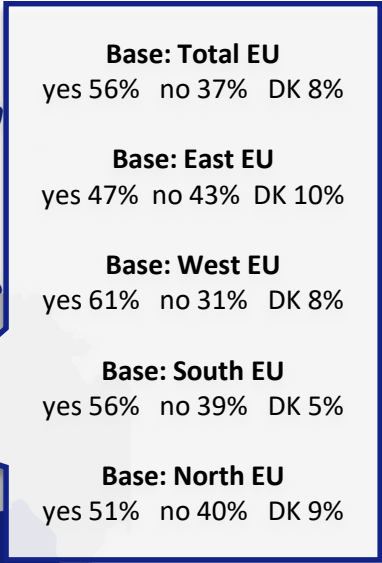 Base: Total EU
yes 56% no 37% DK 8%
Base: East EU
yes 47% no 43% DK 10%
Base: West EU
yes 61% no 31% DK 8%
Base: South EU
yes 56% no 39% DK 5%
Base: North EU
yes 51% no 40% DK 9%